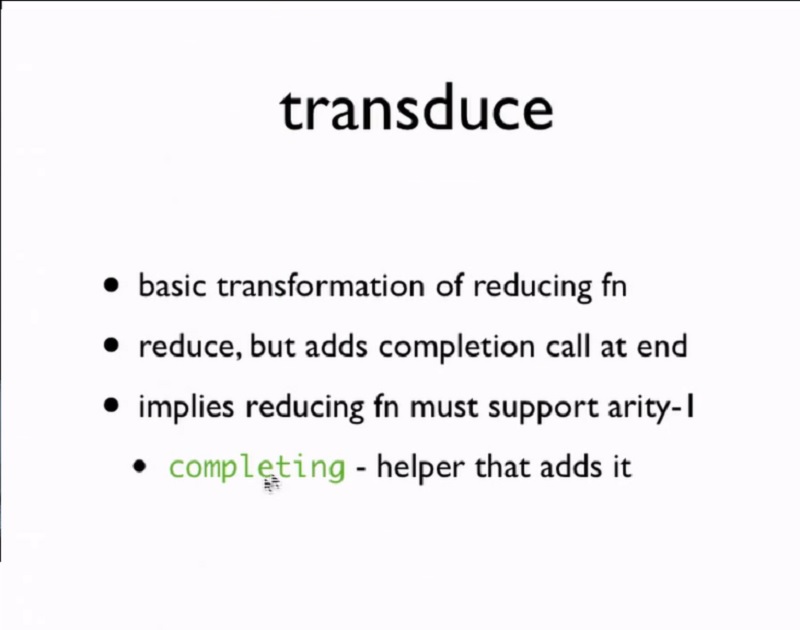 transduce
• basic transformation of reducing fn
• reduce, but adds completion call at end
• implies reducing fn must support arity-1
• completing - helper that adds it